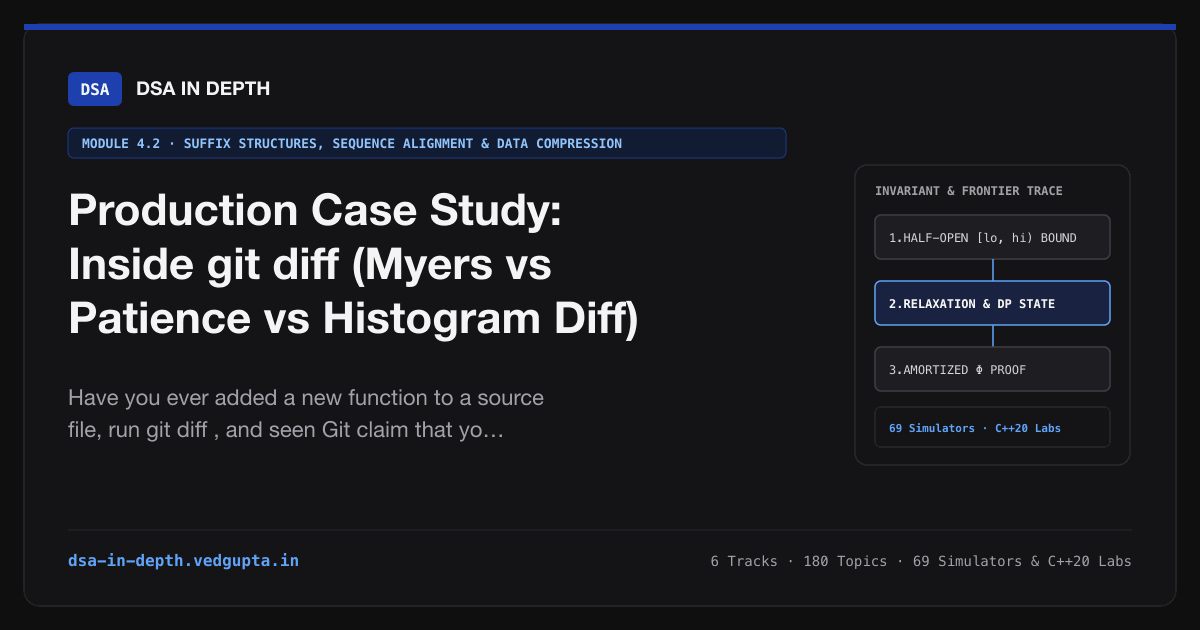 DSA
DSA IN DEPTH
MODULE 4.2 · SUFFIX STRUCTURES, SEQUENCE ALIGNMENT & DATA COMPRESSION
Production Case Study:
Inside git diff (Myers vs
Patience vs Histogram Diff)
Have you ever added a new function to a source
file, run git diff , and seen Git claim that yo…
INVARIANT & FRONTIER TRACE
1.HALF-OPEN [lo, hi) BOUND
2.RELAXATION & DP STATE
3.AMORTIZED Φ PROOF
69 Simulators · C++20 Labs
dsa-in-depth.vedgupta.in
6 Tracks · 180 Topics · 69 Simulators & C++20 Labs